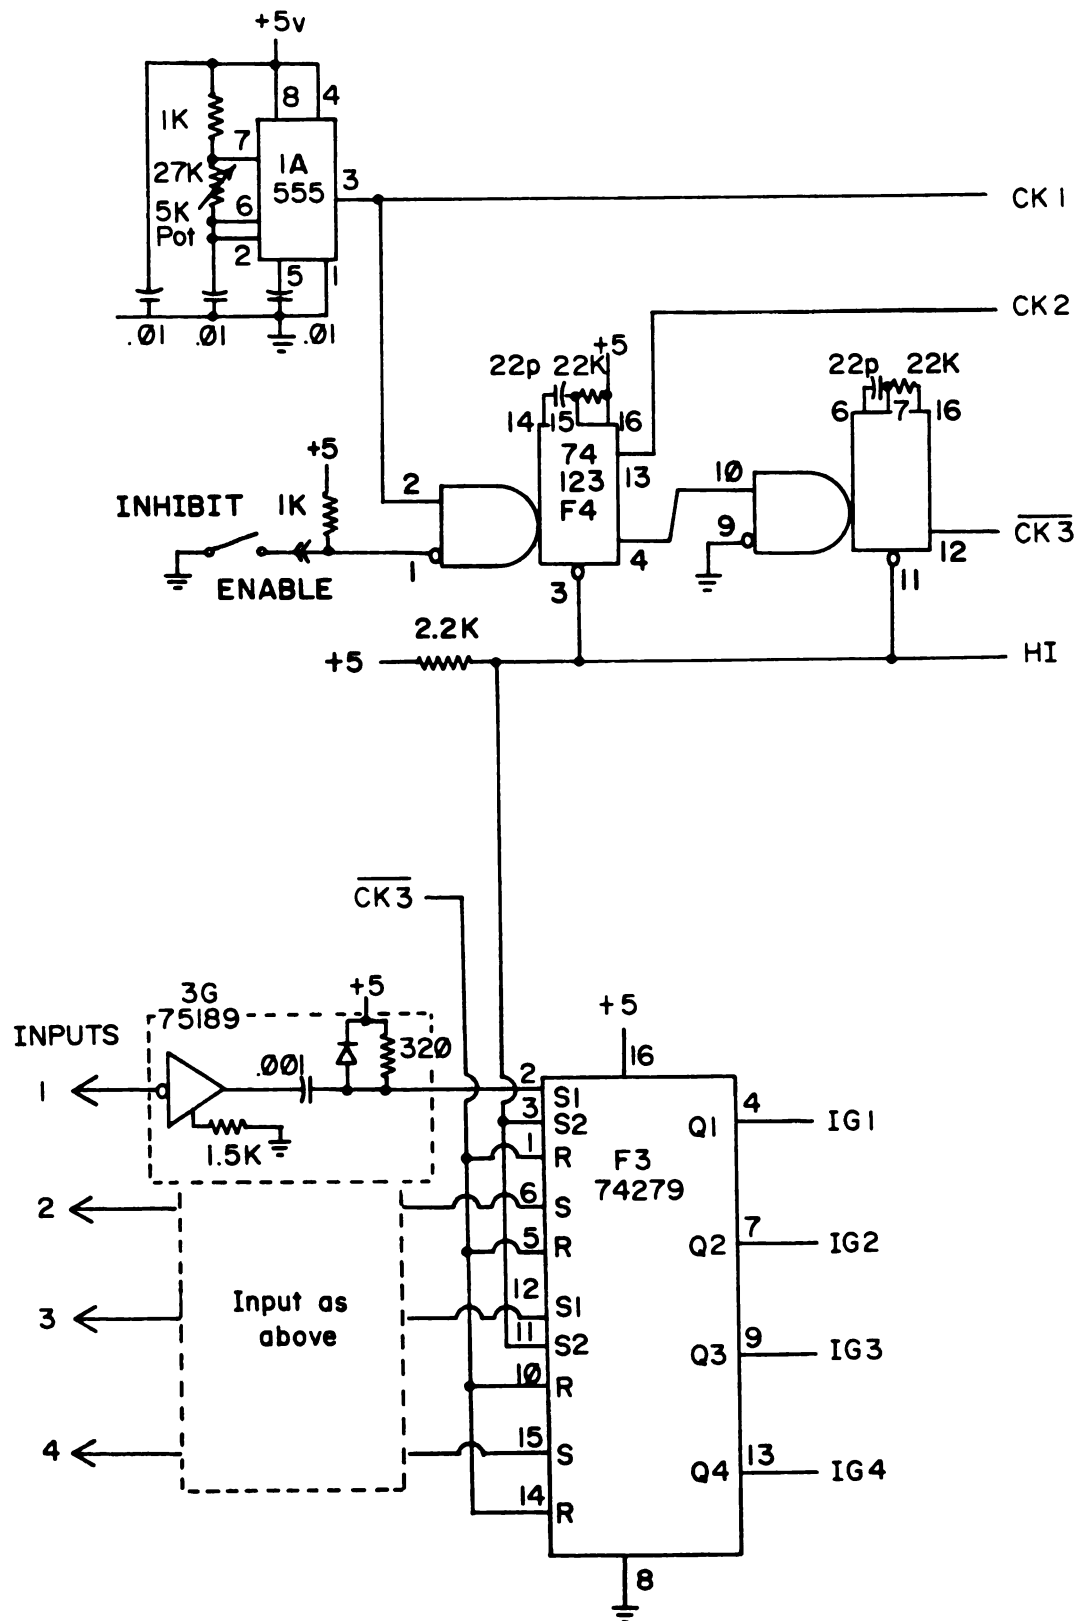 +5v
8 4
1K
7
1A
555
3
27K
5K
Pot
6
2
5 1
.01 .01 .01
CK1
CK2
22p 22K +5
14 15 16
74
123
F4
13
4
3
22p 22K
6 7 16
10
9
12
11
CK3
+5
INHIBIT 1K
ENABLE
2
1
2.2K
+5
HI
CK3
3G
75189
+5
INPUTS
1
.001
320
1.5K
2
3
4
Input as
above
+5
16
2 S1
3 S2
1 R
6 S
5 R
12 S1
11 S2
10 R
15 S
14 R
F3
74279
Q1 4 IG1
Q2 7 IG2
Q3 9 IG3
Q4 13 IG4
8